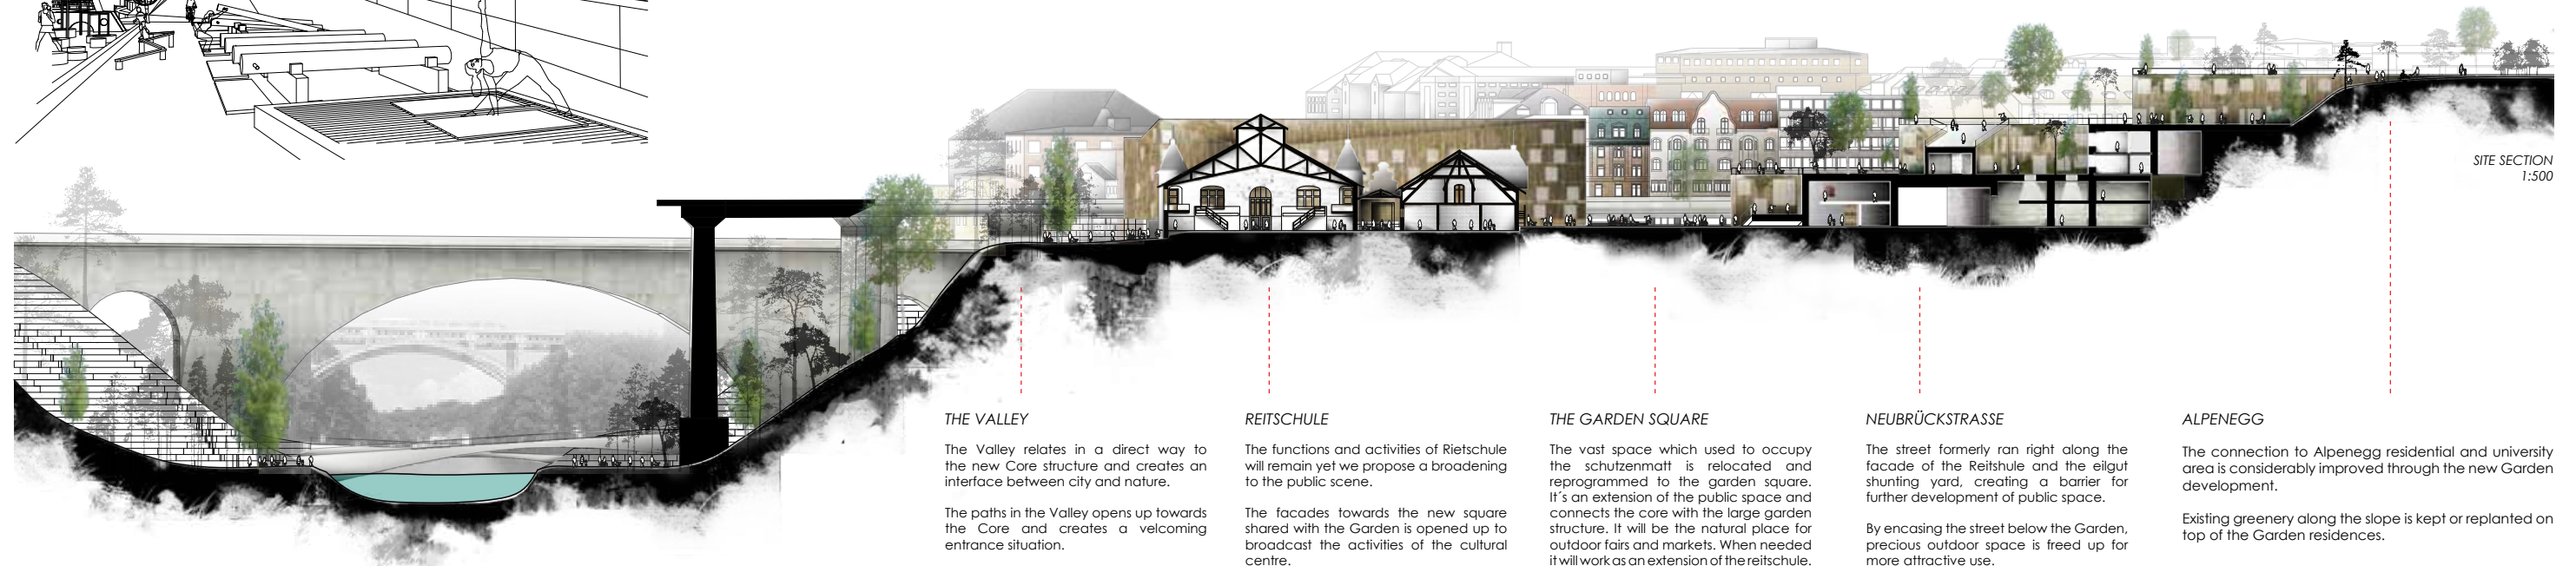 SITE SECTION
1:500
THE VALLEY
The Valley relates in a direct way to
the new Core structure and creates an
interface between city and nature.
The paths in the Valley opens up towards
the Core and creates a velcoming
entrance situation.
REITSCHULE
The functions and activities of Rietschule
will remain yet we propose a broadening
to the public scene.
The facades towards the new square
shared with the Garden is opened up to
broadcast the activities of the cultural
centre.
THE GARDEN SQUARE
The vast space which used to occupy
the schutzenmatt is relocated and
reprogrammed to the garden square.
It´s an extension of the public space and
connects the core with the large garden
structure. It will be the natural place for
outdoor fairs and markets. When needed
it will work as an extension of the reitschule.
NEUBRÜCKSTRASSE
The street formerly ran right along the
facade of the Reitshule and the eilgut
shunting yard, creating a barrier for
further development of public space.
By encasing the street below the Garden,
precious outdoor space is freed up for
more attractive use.
ALPENEGG
The connection to Alpenegg residential and university
area is considerably improved through the new Garden
development.
Existing greenery along the slope is kept or replanted on
top of the Garden residences.